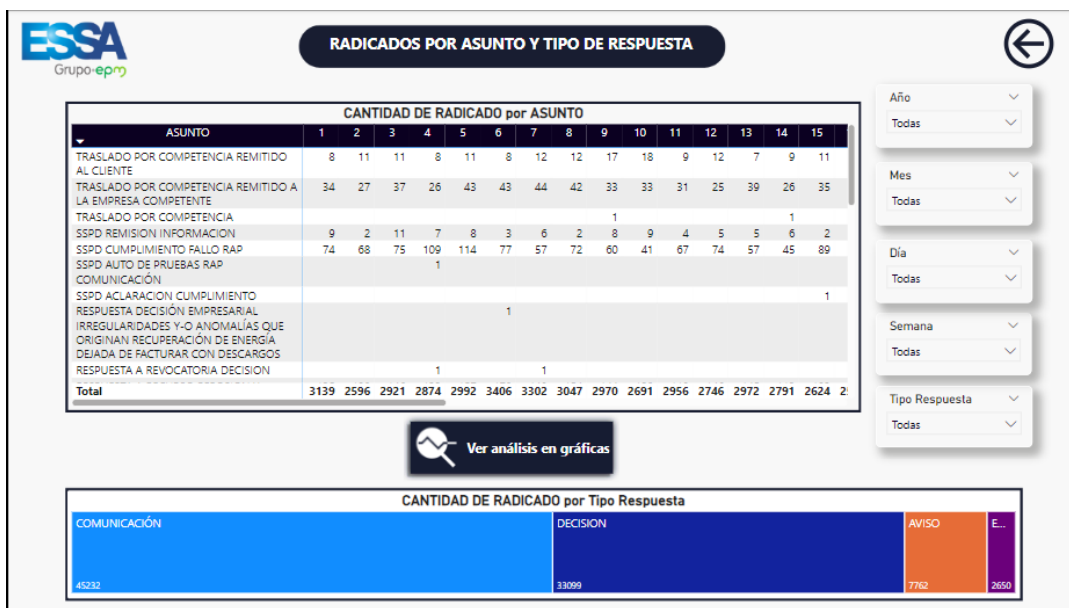 ESSA
Grupo·epm
RADICADOS POR ASUNTO Y TIPO DE RESPUESTA
CANTIDAD DE RADICADO por ASUNTO
ASUNTO 1 2 3 4 5 6 7 8 9 10 11 12 13 14 15
TRASLADO POR COMPETENCIA REMITIDO 8 11 11 8 11 8 12 12 17 18 9 12 7 9 11
AL CLIENTE
TRASLADO POR COMPETENCIA REMITIDO A 34 27 37 26 43 43 44 42 33 33 31 25 39 26 35
LA EMPRESA COMPETENTE
TRASLADO POR COMPETENCIA 1 1
SSPD REMISION INFORMACION 9 2 11 7 8 3 6 2 8 9 4 5 5 6 2
SSPD CUMPLIMIENTO FALLO RAP 74 68 75 109 114 77 57 72 60 41 67 74 57 45 89
SSPD AUTO DE PRUEBAS RAP 1
COMUNICACIÓN
SSPD ACLARACION CUMPLIMIENTO 1
RESPUESTA DECISIÓN EMPRESARIAL 1
IRREGULARIDADES Y-O ANOMALÍAS QUE
ORIGINAN RECUPERACIÓN DE ENERGÍA
DEJADA DE FACTURAR CON DESCARGOS
RESPUESTA A REVOCATORIA DECISION 1 1
Total 3139 2596 2921 2874 2992 3406 3302 3047 2970 2691 2956 2746 2972 2791 2624
Año
Todas
Mes
Todas
Día
Todas
Semana
Todas
Tipo Respuesta
Todas
Ver análisis en gráficas
CANTIDAD DE RADICADO por Tipo Respuesta
COMUNICACIÓN DECISION AVISO E...
45232 33099 7762 2650